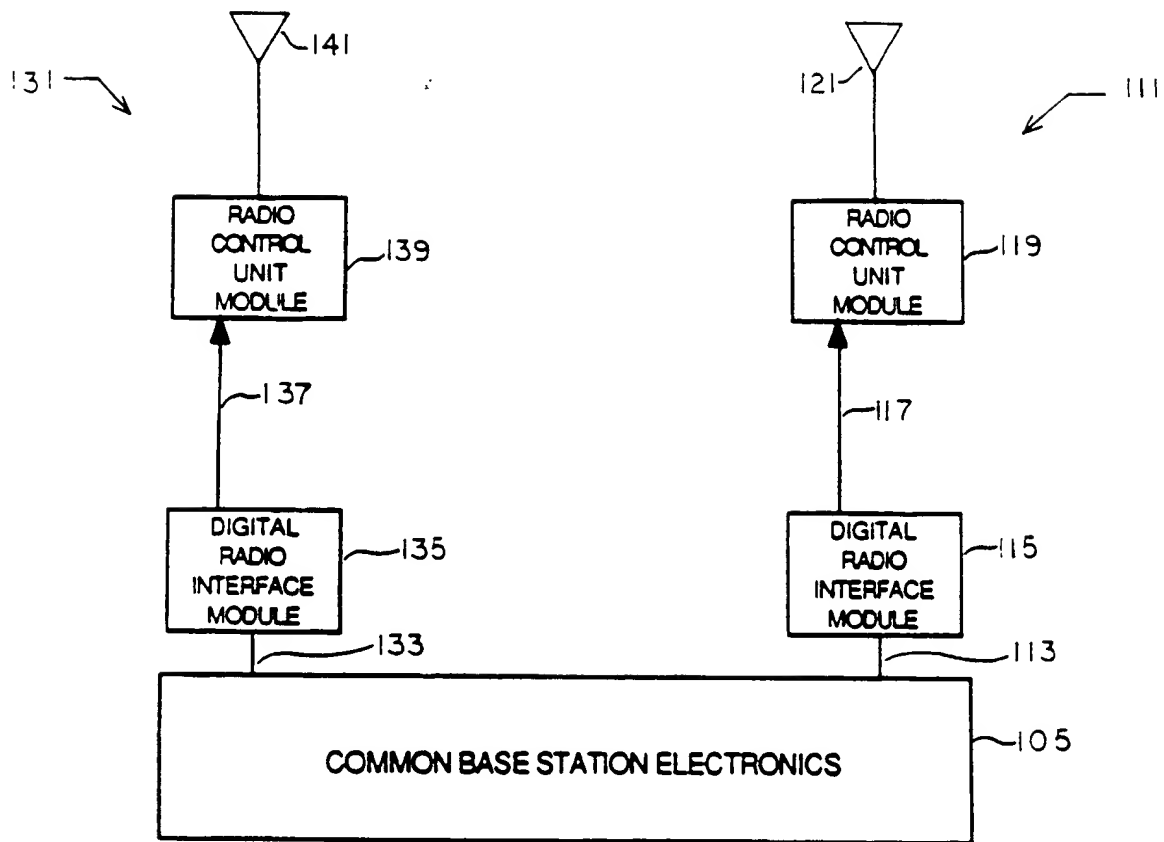 141
131
121
111
RADIO
CONTROL
UNIT
MODULE
139
RADIO
CONTROL
UNIT
MODULE
119
137
117
DIGITAL
RADIO
INTERFACE
MODULE
135
DIGITAL
RADIO
INTERFACE
MODULE
115
133
113
COMMON BASE STATION ELECTRONICS
105